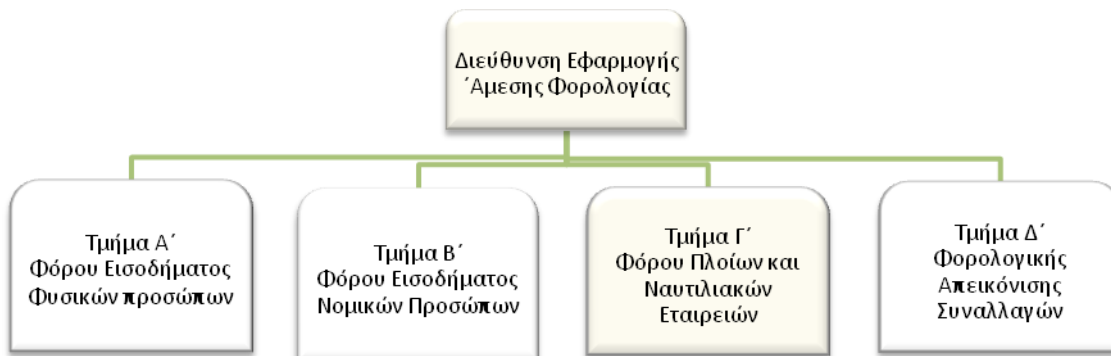 Διεύθυνση Εφαρμογής
΄Αμεσης Φορολογίας
Τμήμα Α΄
Φόρου Εισοδήματος
Φυσικών προσώπων
Τμήμα Β΄
Φόρου Εισοδήματος
Νομικών Προσώπων
Τμήμα Γ΄
Φόρου Πλοίων και
Ναυτιλιακών
Εταιρειών
Τμήμα Δ΄
Φορολογικής
Απεικόνισης
Συναλλαγών